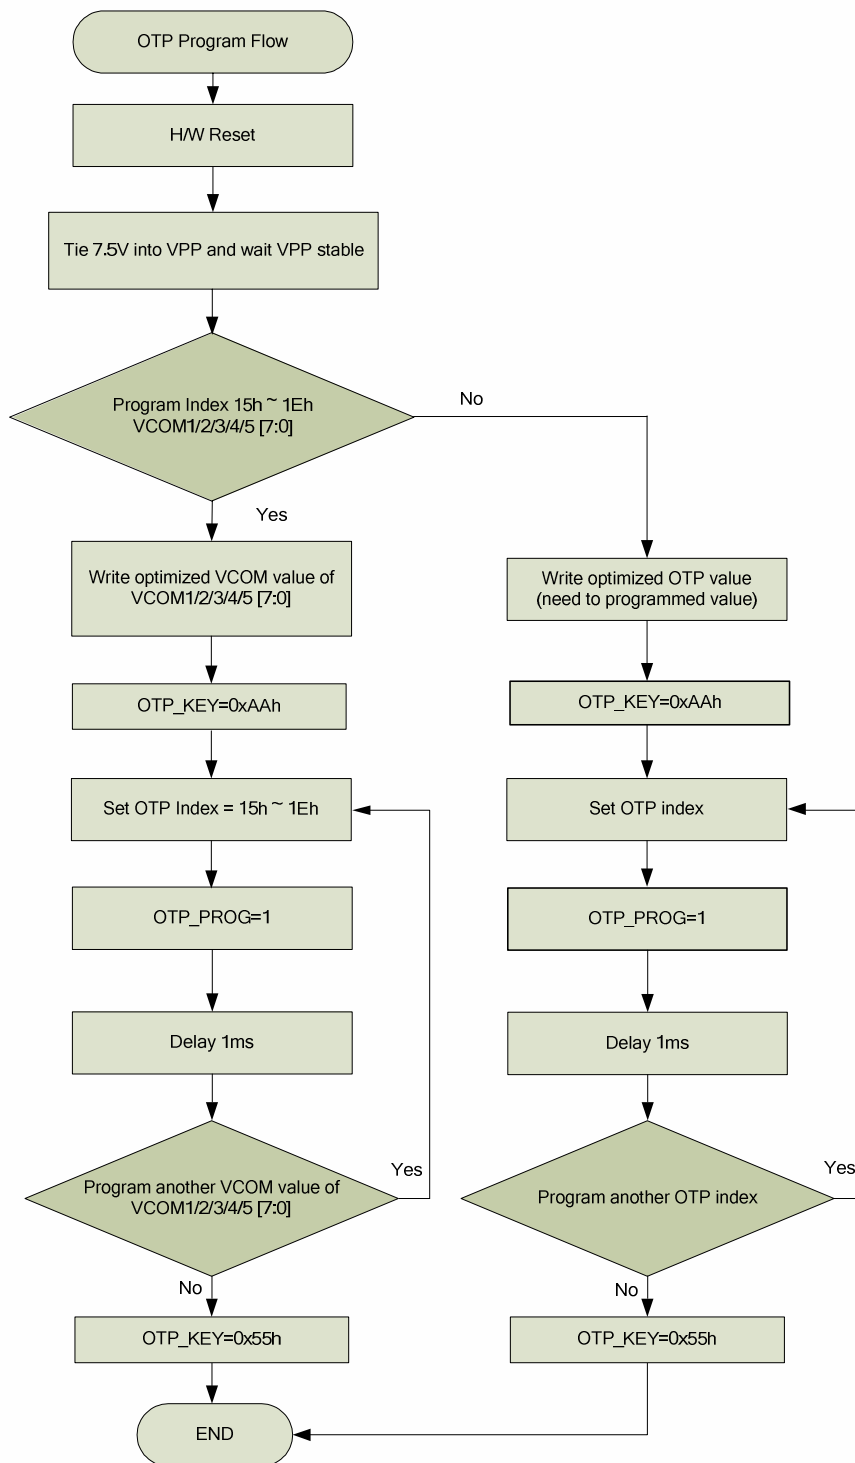 OTP Program Flow
H/W Reset
Tie 7.5V into VPP and wait VPP stable
Program Index 15h ~ 1Eh
VCOM1/2/3/4/5 [7:0]
No
Yes
Write optimized VCOM value of
VCOM1/2/3/4/5 [7:0]
OTP_KEY=0xAAh
Set OTP Index = 15h ~ 1Eh
OTP_PROG=1
Delay 1ms
Program another VCOM value of
VCOM1/2/3/4/5 [7:0]
Yes
No
OTP_KEY=0x55h
Write optimized OTP value
(need to programmed value)
OTP_KEY=0xAAh
Set OTP index
OTP_PROG=1
Delay 1ms
Program another OTP index
Yes
No
OTP_KEY=0x55h
END